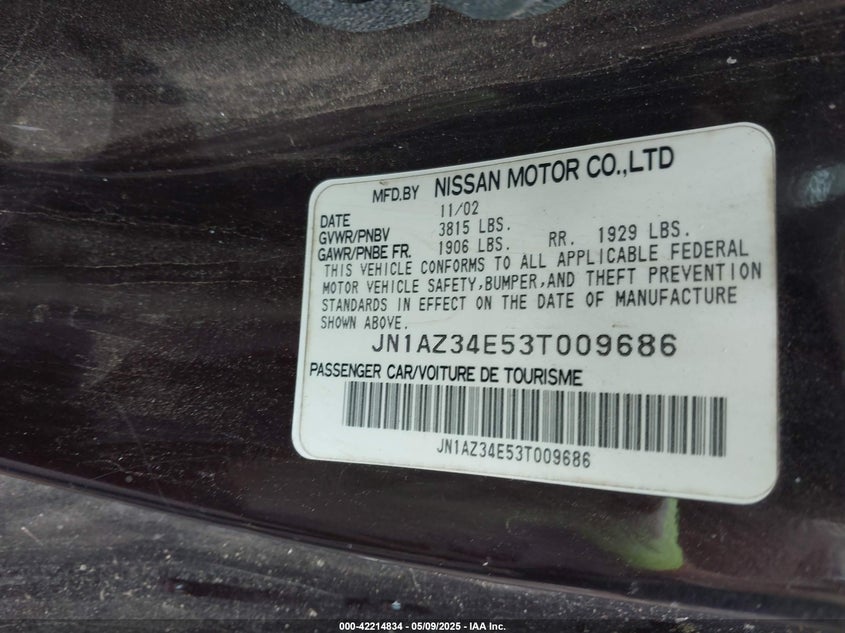 MFD.BY NISSAN MOTOR CO.,LTD
DATE 11/02
GVWR/PNBV 3815 LBS.
GAWR/PNBE FR. 1906 LBS. RR. 1929 LBS.
THIS VEHICLE CONFORMS TO ALL APPLICABLE FEDERAL
MOTOR VEHICLE SAFETY,BUMPER,AND THEFT PREVENTION
STANDARDS IN EFFECT ON THE DATE OF MANUFACTURE
SHOWN ABOVE.
JN1AZ34E53T009686
PASSENGER CAR/VOITURE DE TOURISME
JN1AZ34E53T009686
000-42214834 - 05/09/2025 - IAA Inc.